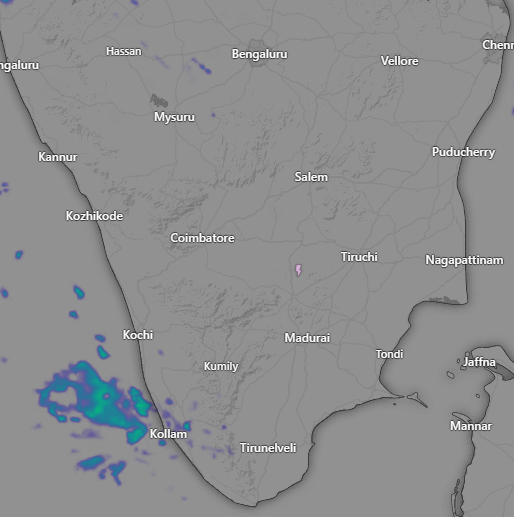 Chenn
Hassan
Bengaluru
Vellore
ngaluru
Mysuru
Puducherry
Kannur
Salem
Kozhikode
Coimbatore
Tiruchi
Nagapattinam
Kochi
Madurai
Tondi
Kumily
Jaffna
Mannar
Kollam
Tirunelveli